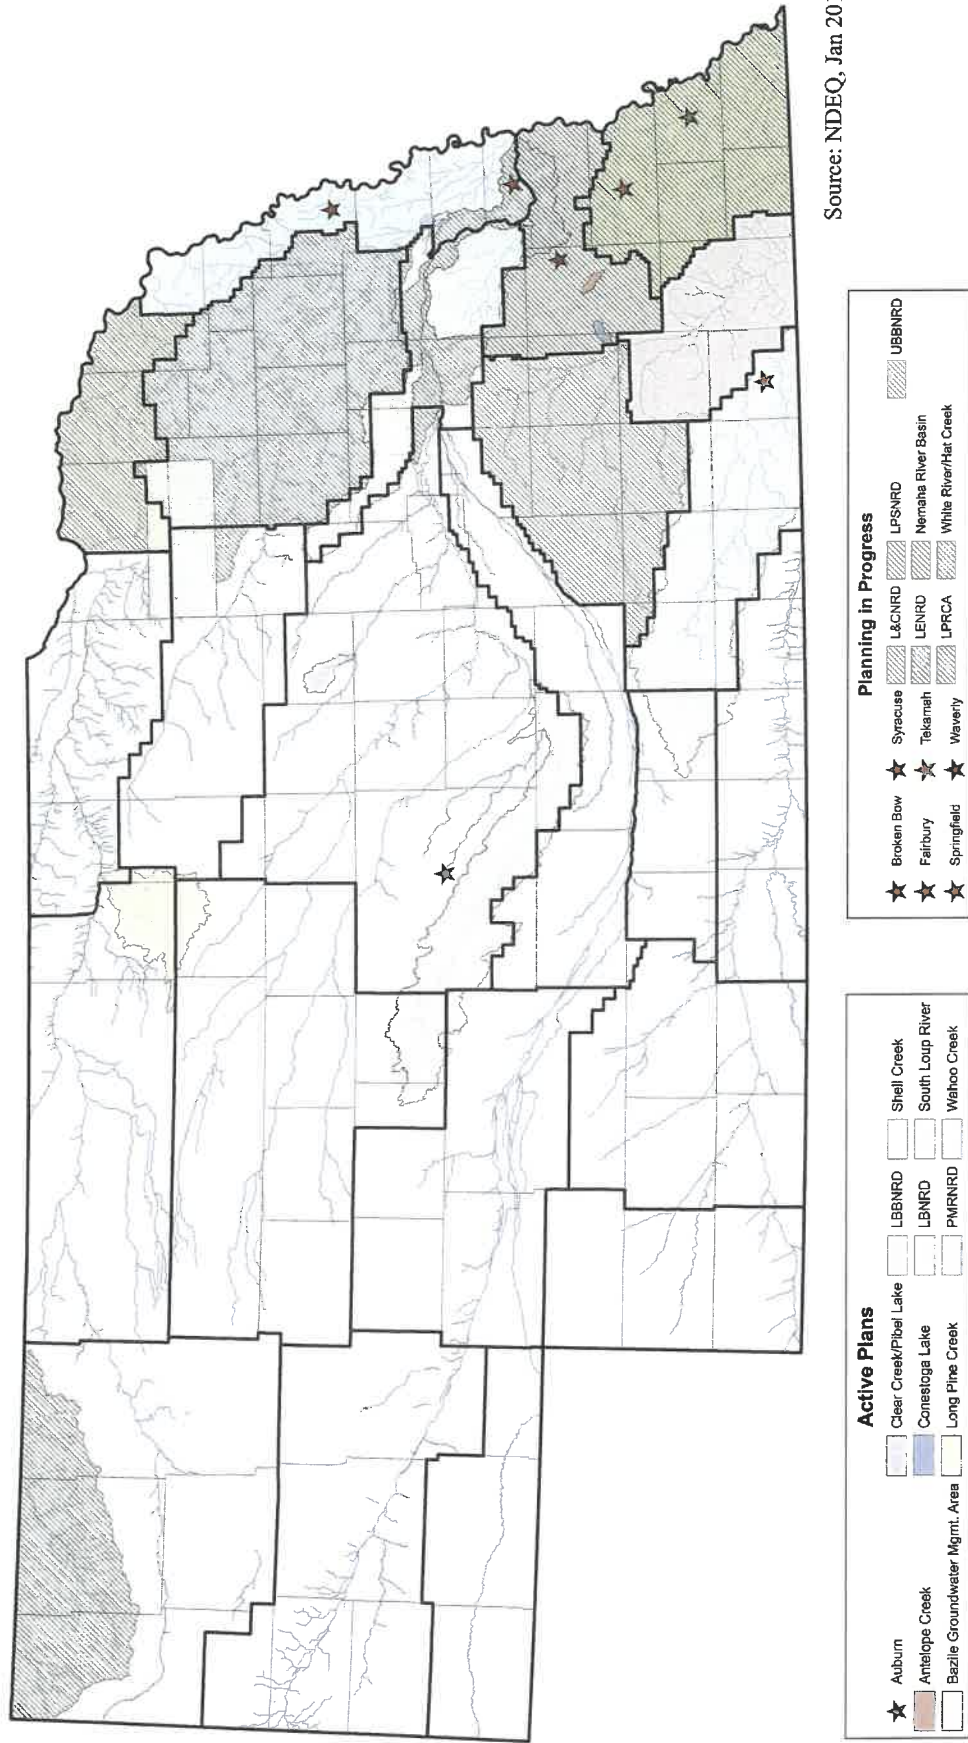 Source: NDEQ, Jan 201
Active Plans
Auburn
Antelope Creek
Bazile Groundwater Mgmt. Area
Clear Creek/Pibel Lake
Conestoga Lake
Long Pine Creek
LBBNRD
LBNRD
PMRNRD
Shell Creek
South Loup River
Wahoo Creek
Planning in Progress
Broken Bow
Fairbury
Springfield
Syracuse
Tekamah
Waverly
L&CNRD
LENRD
LPRCA
LPSNRD
Nemaha River Basin
White River/Hat Creek
UBBNRD